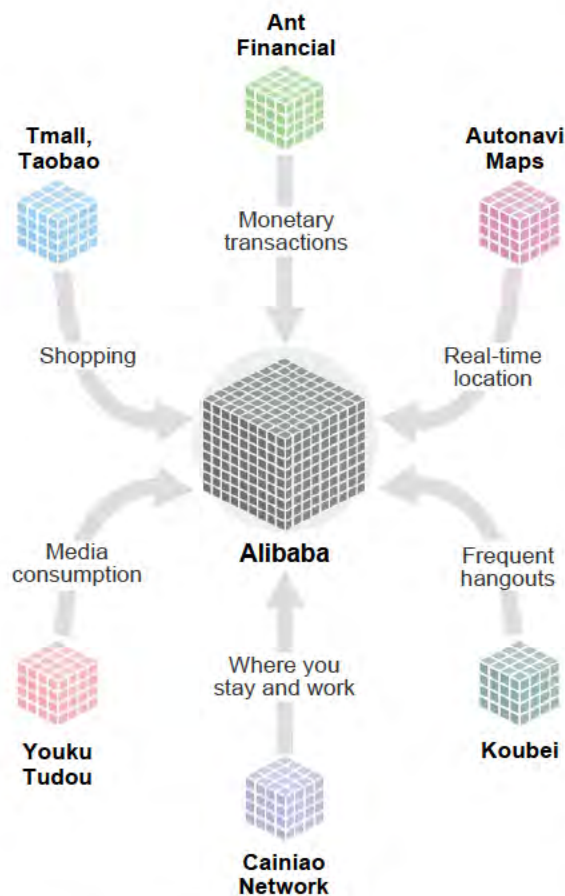 Ant
Financial
Tmall,
Taobao
Autonavi
Maps
Monetary
transactions
Shopping
Real-time
location
Alibaba
Media
consumption
Frequent
hangouts
Where you
stay and work
Youku
Tudou
Koubei
Cainiao
Network